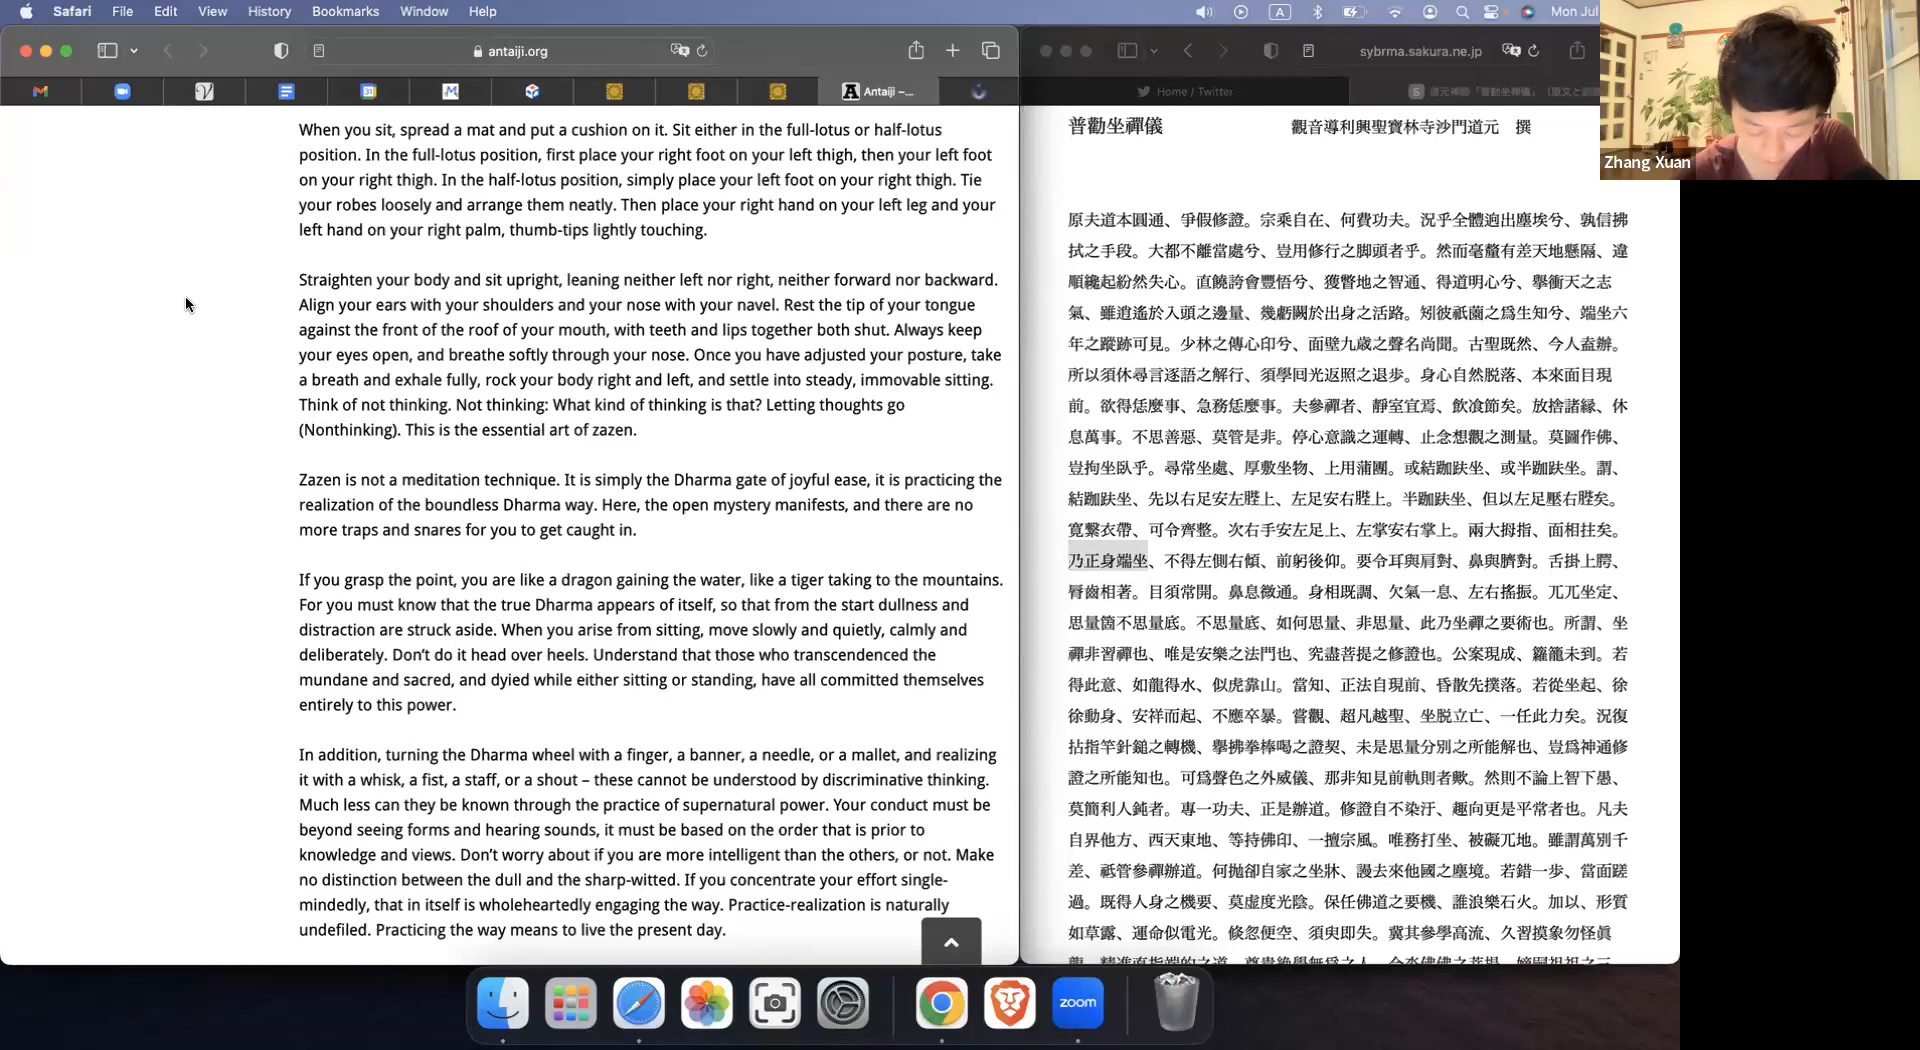 Safari File Edit View History Bookmarks Window Help
A
Mon Jul
antaiji.org
sybrma.sakura.ne.jp
Antaiji –...
Home / Twitter
S 道元禅師「普勧坐禅儀」(原文と
Zhang Xuan
When you sit, spread a mat and put a cushion on it. Sit either in the full-lotus or half-lotus
position. In the full-lotus position, first place your right foot on your left thigh, then your left foot
on your right thigh. In the half-lotus position, simply place your left foot on your right thigh. Tie
your robes loosely and arrange them neatly. Then place your right hand on your left leg and your
left hand on your right palm, thumb-tips lightly touching.
Straighten your body and sit upright, leaning neither left nor right, neither forward nor backward.
Align your ears with your shoulders and your nose with your navel. Rest the tip of your tongue
against the front of the roof of your mouth, with teeth and lips together both shut. Always keep
your eyes open, and breathe softly through your nose. Once you have adjusted your posture, take
a breath and exhale fully, rock your body right and left, and settle into steady, immovable sitting.
Think of not thinking. Not thinking: What kind of thinking is that? Letting thoughts go
(Nonthinking). This is the essential art of zazen.
Zazen is not a meditation technique. It is simply the Dharma gate of joyful ease, it is practicing the
realization of the boundless Dharma way. Here, the open mystery manifests, and there are no
more traps and snares for you to get caught in.
If you grasp the point, you are like a dragon gaining the water, like a tiger taking to the mountains.
For you must know that the true Dharma appears of itself, so that from the start dullness and
distraction are struck aside. When you arise from sitting, move slowly and quietly, calmly and
deliberately. Don’t do it head over heels. Understand that those who transcendenced the
mundane and sacred, and dyied while either sitting or standing, have all committed themselves
entirely to this power.
In addition, turning the Dharma wheel with a finger, a banner, a needle, or a mallet, and realizing
it with a whisk, a fist, a staff, or a shout – these cannot be understood by discriminative thinking.
Much less can they be known through the practice of supernatural power. Your conduct must be
beyond seeing forms and hearing sounds, it must be based on the order that is prior to
knowledge and views. Don’t worry about if you are more intelligent than the others, or not. Make
no distinction between the dull and the sharp-witted. If you concentrate your effort single-
mindedly, that in itself is wholeheartedly engaging the way. Practice-realization is naturally
undefiled. Practicing the way means to live the present day.
普勸坐禪儀 觀音導利興聖寶林寺沙門道元 撰
原夫道本圓通、爭假修證。宗乘自在、何費功夫。況乎全體逈出塵埃兮、孰信拂
拭之手段。大都不離當處兮、豈用修行之脚頭者乎。然而毫釐有差天地懸隔、違
順纔起紛然失心。直饒誇會豐悟兮、獲瞥地之智通、得道明心兮、擧衝天之志
氣、雖逍遙於入頭之邊量、幾虧闕於出身之活路。矧彼祇薗之爲生知兮、端坐六
年之蹤跡可見。少林之傳心印兮、面壁九歳之聲名尚聞。古聖既然、今人盍辦。
所以須休尋言逐語之解行、須學囘光返照之退歩。身心自然脱落、本來面目現
前。欲得恁麼事、急務恁麼事。夫參禪者、靜室宜焉、飮飡節矣。放捨諸縁、休
息萬事。不思善惡、莫管是非。停心意識之運轉、止念想觀之測量。莫圖作佛、
豈拘坐臥乎。尋常坐處、厚敷坐物、上用蒲團。或結跏趺坐、或半跏趺坐。謂、
結跏趺坐、先以右足安左髀上、左足安右髀上。半跏趺坐、但以左足壓右髀矣。
寛繋衣帶、可令齊整。次右手安左足上、左掌安右掌上。兩大拇指、面相拄矣。
乃正身端坐、不得左側右傾、前躬後仰。要令耳與肩對、鼻與臍對。舌掛上腭、
脣齒相著。目須常開。鼻息微通。身相既調、欠氣一息、左右搖振。兀兀坐定、
思量箇不思量底。不思量底、如何思量、非思量、此乃坐禪之要術也。所謂、坐
禪非習禪也、唯是安樂之法門也、究盡菩提之修證也。公案現成、籮籠未到。若
得此意、如龍得水、似虎靠山。當知、正法自現前、昏散先撲落。若從坐起、徐
徐動身、安祥而起、不應卒暴。嘗觀、超凡越聖、坐脱立亡、一任此力矣。況復
拈指竿針鎚之轉機、擧拂拳棒喝之證契、未是思量分別之所能解也、豈爲神通修
證之所能知也。可爲聲色之外威儀、那非知見前軌則者歟。然則不論上智下愚、
莫簡利人鈍者。專一功夫、正是辦道。修證自不染汙、趣向更是平常者也。凡夫
自界他方、西天東地、等持佛印、一擅宗風。唯務打坐、被礙兀地。雖謂萬別千
差、祗管參禪辦道。何抛卻自家之坐牀、謾去來他國之塵境。若錯一歩、當面蹉
過。既得人身之機要、莫虚度光陰。保任佛道之要機、誰浪樂石火。加以、形質
如草露、運命似電光。倏忽便空、須臾即失。冀其參學高流、久習摸象勿怪眞
龍、精進直指端的之道、尊貴絶學無爲之人、合沓佛佛之菩提、嫡嗣祖祖之三
zoom